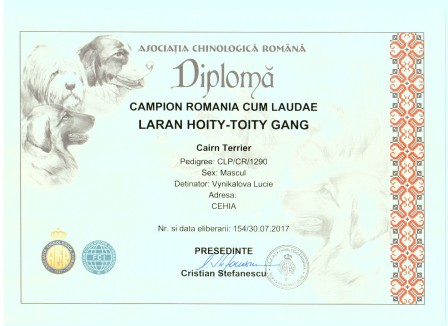 ASOCIAȚIA CHINOLOGICĂ ROMÂNĂ
Diplomă
CAMPION ROMANIA CUM LAUDAE
LARAN HOITY-TOITY GANG
Cairn Terrier
Pedigree: CLP/CR/1290
Sex: Mascul
Detinator: Vynikalova Lucie
Adresa:
CEHIA
Nr. si data eliberarii: 154/30.07.2017
PRESEDINTE
Cristian Stefanescu
FCI